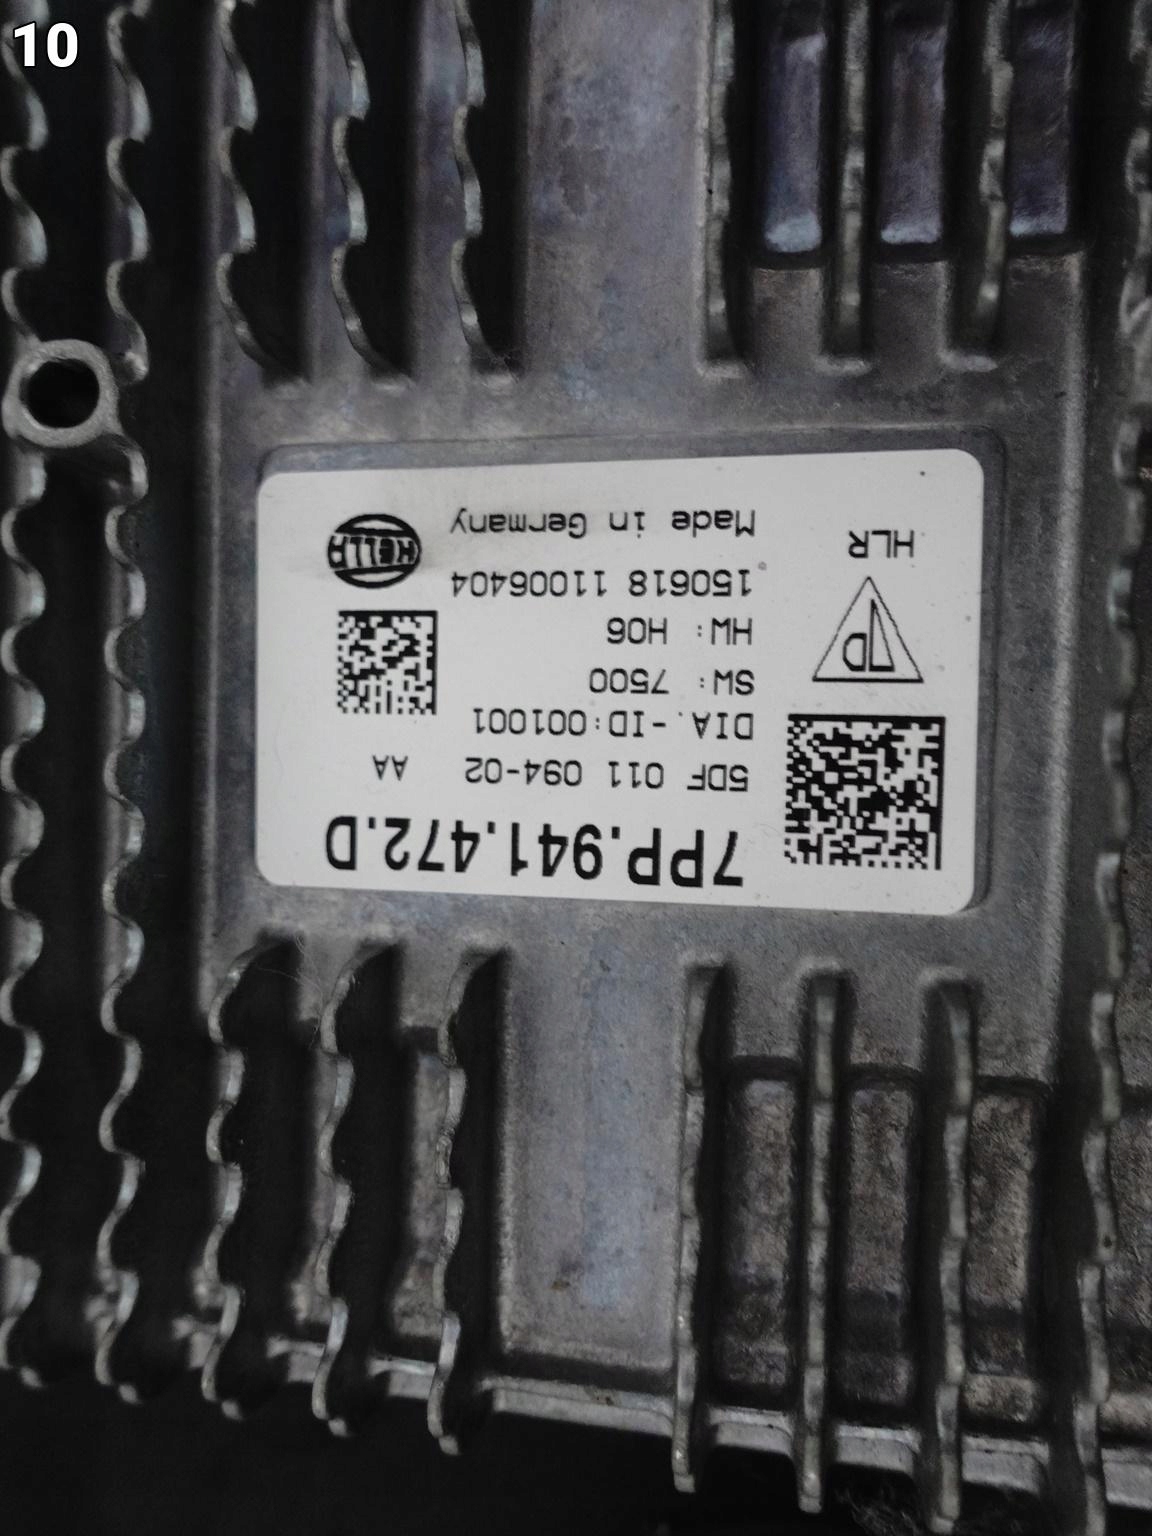 10
7PP.941.472.D
5DF 011 094-02 AA
DIA.-ID:001001
SW: 7500
HW: H06
150618 11006404
Made in Germany
HELLA
D
HLR